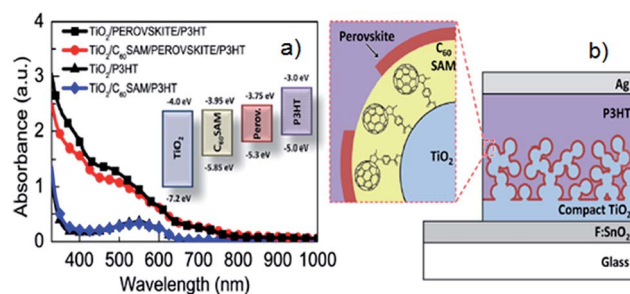 a)
TiO2/PEROVSKITE/P3HT
TiO2/C60SAM/PEROVSKITE/P3HT
TiO2/P3HT
TiO2/C60SAM/P3HT
Absorbance (a.u.)
3
2
1
0
400 500 600 700 800 900 1000
Wavelength (nm)
-4.0 eV
-3.95 eV
-3.75 eV
-3.0 eV
TiO2
C60SAM
Perov.
P3HT
-7.2 eV
-5.85 eV
-5.3 eV
-5.0 eV
b)
Perovskite
C60
SAM
TiO2
Ag
P3HT
Compact TiO2
F:SnO2
Glass